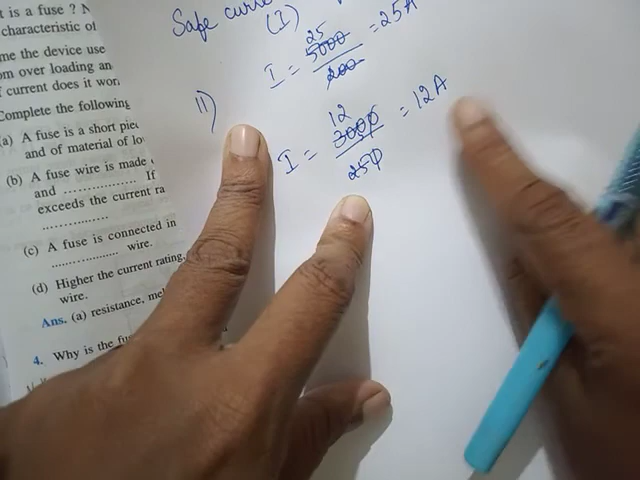 t is a fuse ?
characteristic of
me the device use
om over loading an
f current does it wor
Complete the following
(a) A fuse is a short pie
and of material of lo
(b) A fuse wire is made
and .................. If
exceeds the current ra
..................
(c) A fuse is connected in
.................. wire.
(d) Higher the current rating,
wire.
Ans. (a) resistance, mel
4. Why is the fu
Safe curre
(I)
I = 25 5000 / 200 = 25A
11)
I = 12 3000 / 250 = 12A